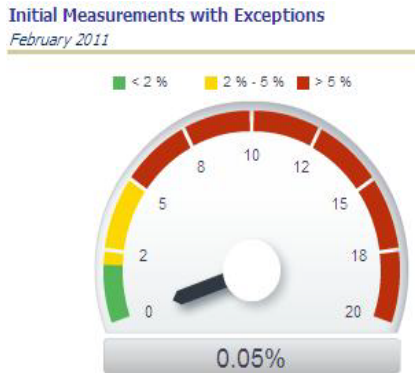 Initial Measurements with Exceptions
February 2011
< 2 % 2 % - 5 % > 5 %
10
8 12
5 15
2 18
0 20
0.05%